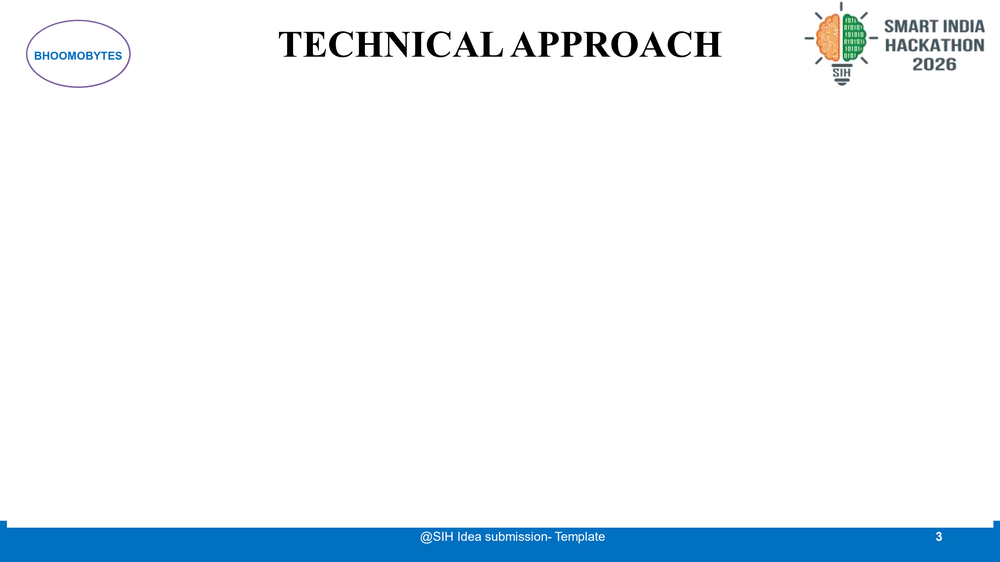 BHOOMOBYTES
TECHNICAL APPROACH
SMART INDIA
HACKATHON
2026
SIH
@SIH Idea submission- Template
3